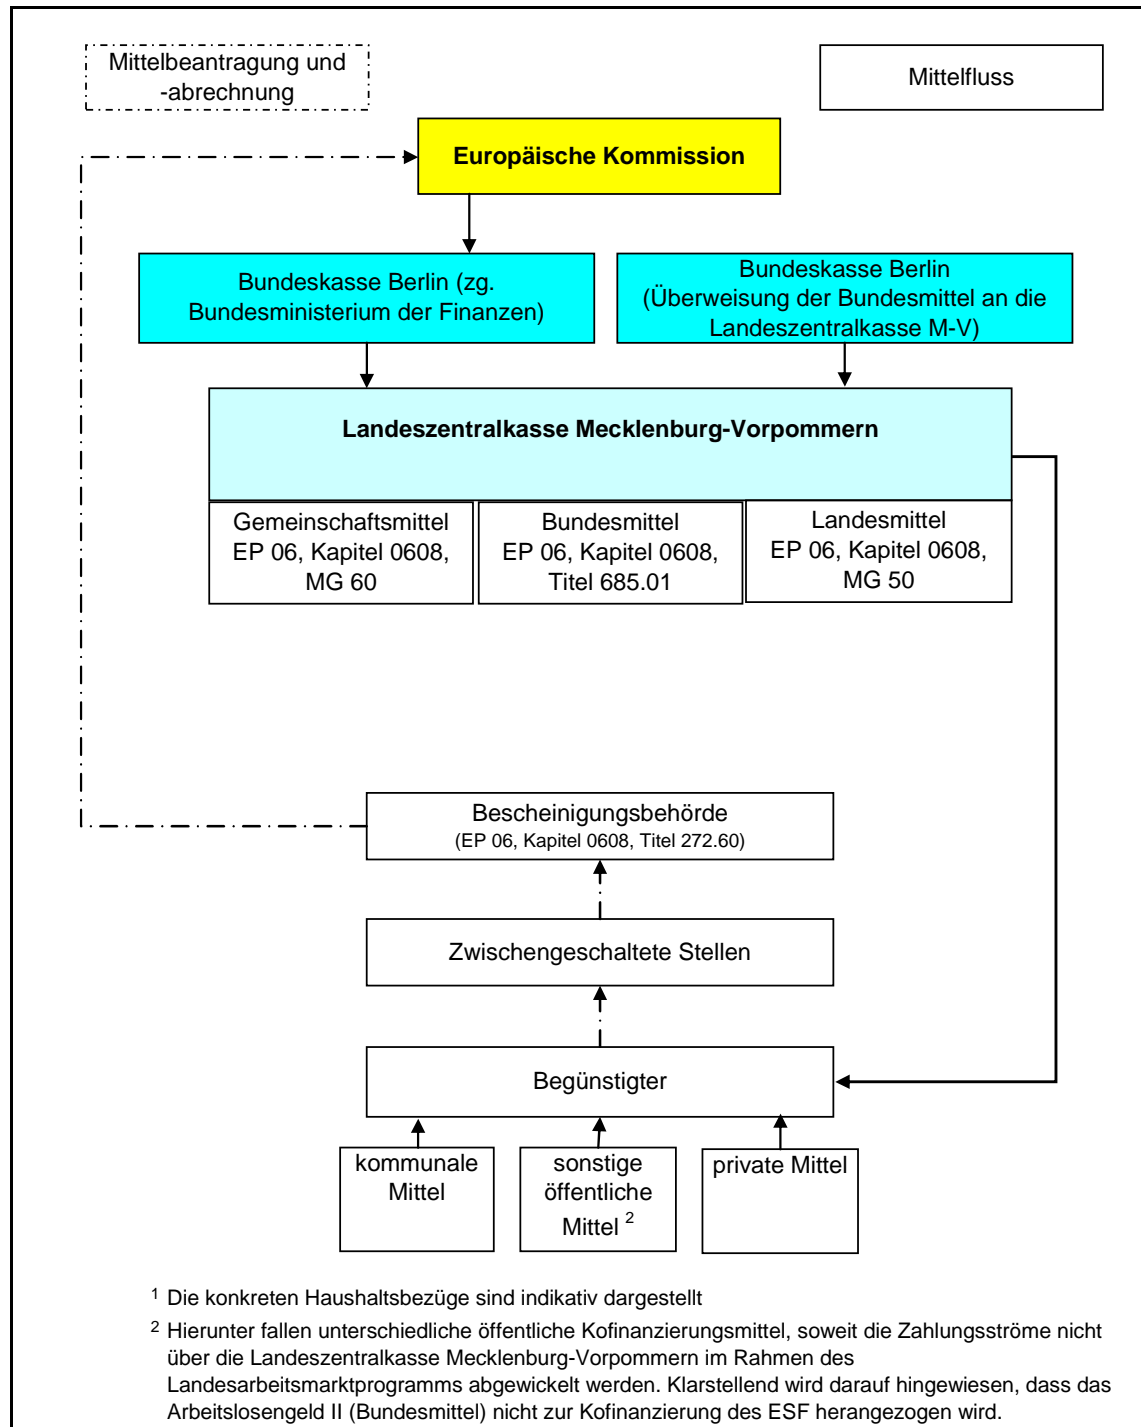 Mittelbeantragung und
-abrechnung
Mittelfluss
Europäische Kommission
Bundeskasse Berlin (zg.
Bundesministerium der Finanzen)
Bundeskasse Berlin
(Überweisung der Bundesmittel an die
Landeszentralkasse M-V)
Landeszentralkasse Mecklenburg-Vorpommern
Gemeinschaftsmittel
EP 06, Kapitel 0608,
MG 60
Bundesmittel
EP 06, Kapitel 0608,
Titel 685.01
Landesmittel
EP 06, Kapitel 0608,
MG 50
Bescheinigungsbehörde
(EP 06, Kapitel 0608, Titel 272.60)
Zwischengeschaltete Stellen
Begünstigter
kommunale
Mittel
sonstige
öffentliche
Mittel ²
private Mittel
¹ Die konkreten Haushaltsbezüge sind indikativ dargestellt
² Hierunter fallen unterschiedliche öffentliche Kofinanzierungsmittel, soweit die Zahlungsströme nicht
über die Landeszentralkasse Mecklenburg-Vorpommern im Rahmen des
Landesarbeitsmarktprogramms abgewickelt werden. Klarstellend wird darauf hingewiesen, dass das
Arbeitslosengeld II (Bundesmittel) nicht zur Kofinanzierung des ESF herangezogen wird.